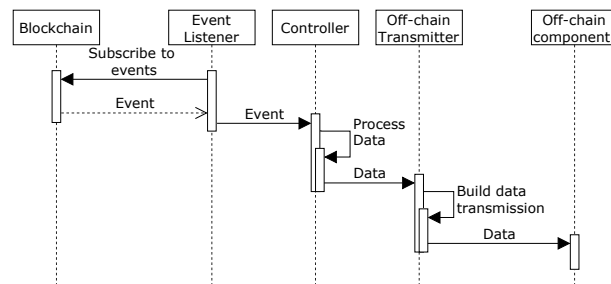 Blockchain
Event
Listener
Controller
Off-chain
Transmitter
Off-chain
component
Subscribe to
events
Event
Event
Process
Data
Data
Build data
transmission
Data